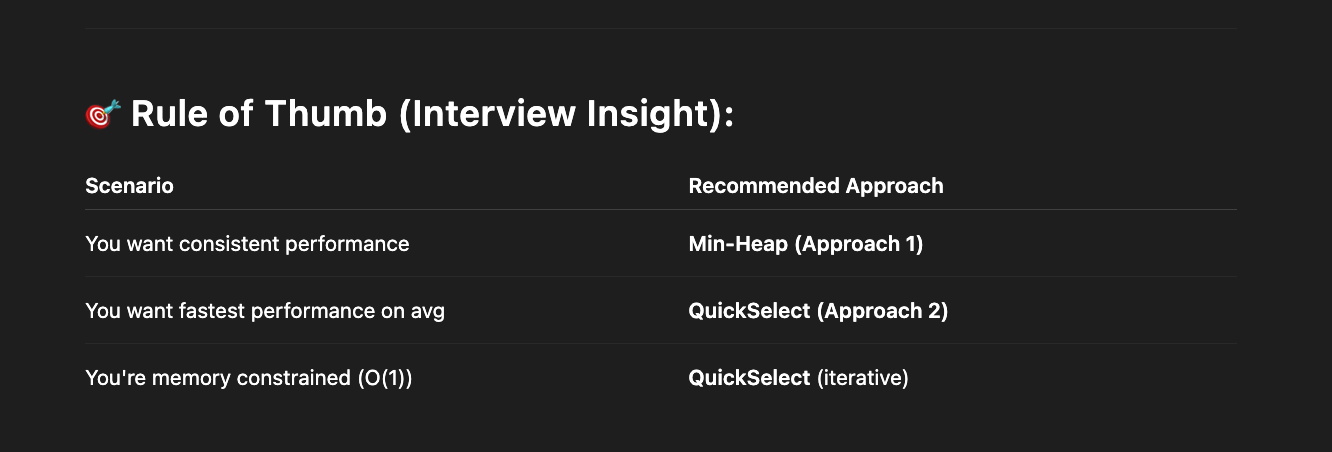 🎯 Rule of Thumb (Interview Insight):
Scenario Recommended Approach
You want consistent performance Min-Heap (Approach 1)
You want fastest performance on avg QuickSelect (Approach 2)
You're memory constrained (O(1)) QuickSelect (iterative)